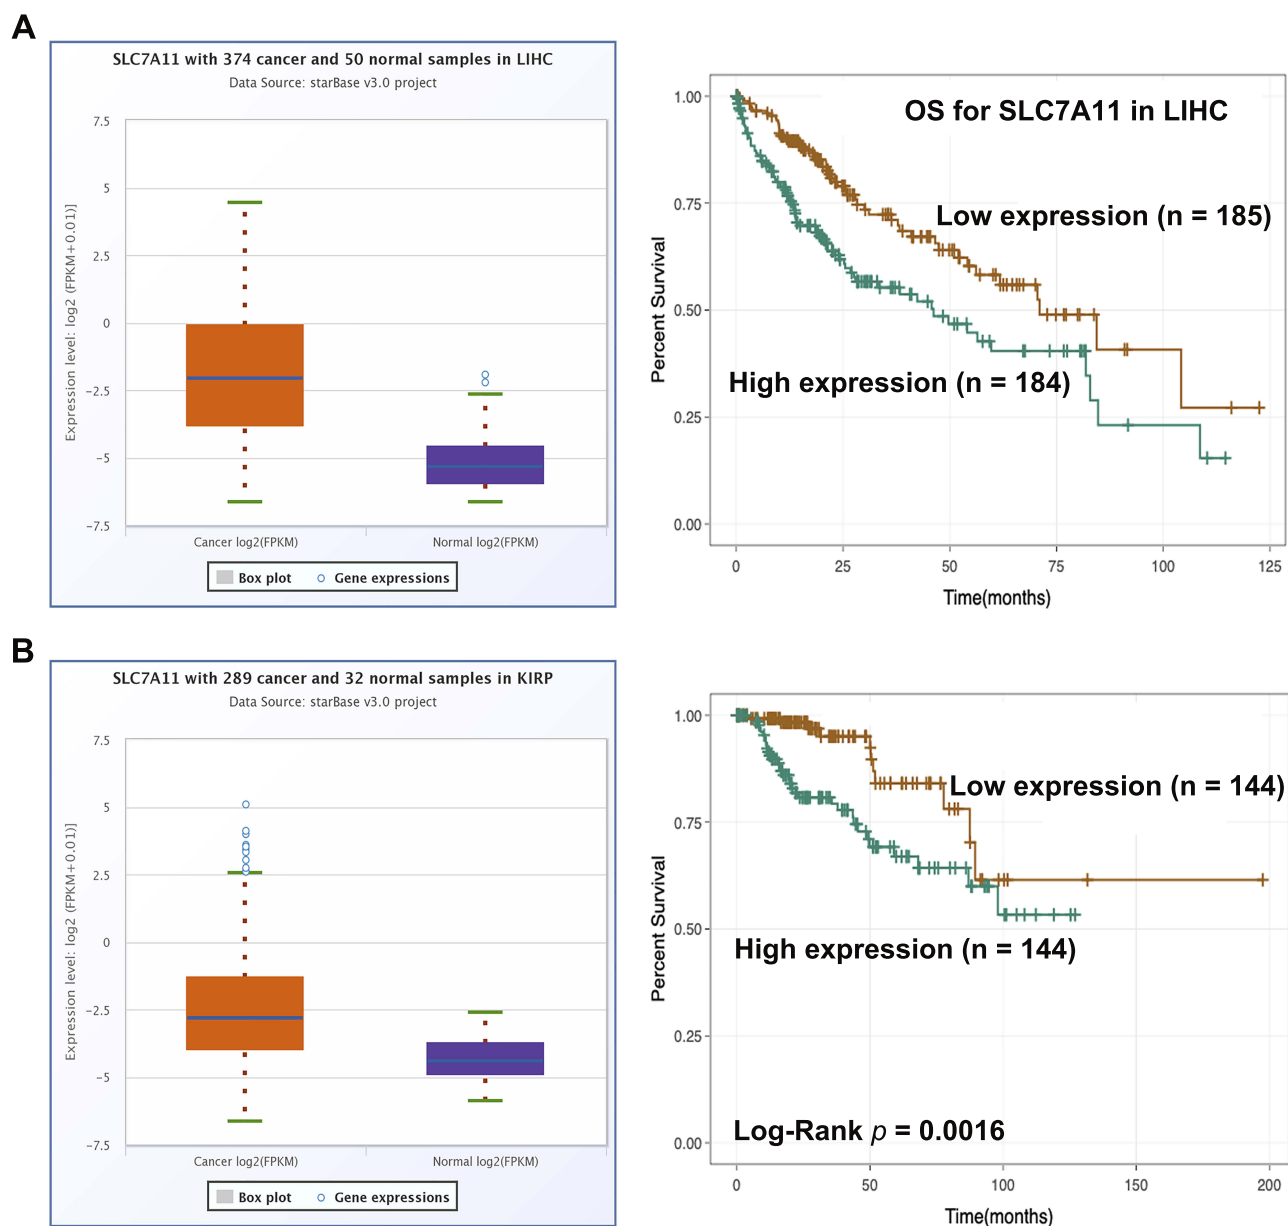 A
SLC7A11 with 374 cancer and 50 normal samples in LIHC
Data Source: starBase v3.0 project
Expression level: log2 (FPKM+0.01)]
7.5
5
2.5
0
−2.5
−5
−7.5
Cancer log2(FPKM)
Normal log2(FPKM)
Box plot
Gene expressions
OS for SLC7A11 in LIHC
Low expression (n = 185)
High expression (n = 184)
Percent Survival
1.00
0.75
0.50
0.25
0.00
0
25
50
75
100
125
Time(months)
B
SLC7A11 with 289 cancer and 32 normal samples in KIRP
Data Source: starBase v3.0 project
Expression level: log2 (FPKM+0.01)]
7.5
5
2.5
0
−2.5
−5
−7.5
Cancer log2(FPKM)
Normal log2(FPKM)
Box plot
Gene expressions
Low expression (n = 144)
High expression (n = 144)
Log-Rank p = 0.0016
Percent Survival
1.00
0.75
0.50
0.25
0.00
0
50
100
150
200
Time(months)